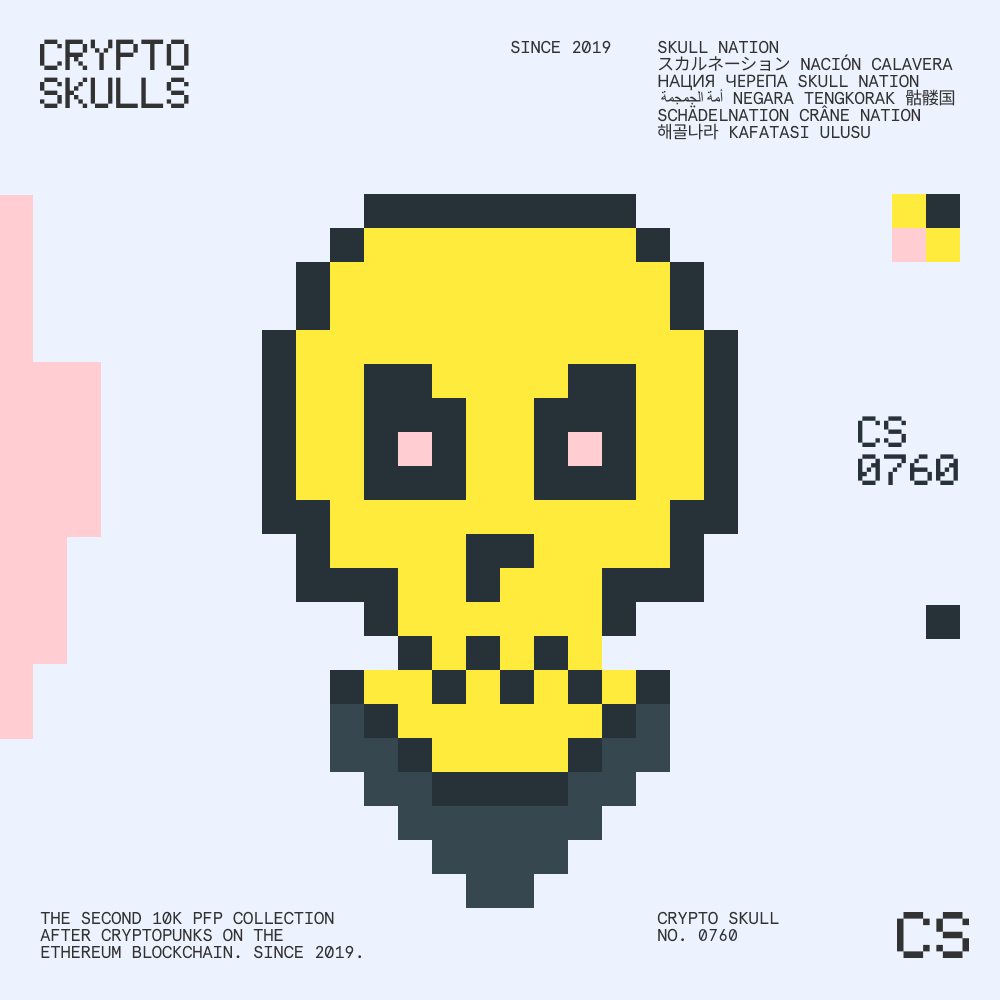 CRYPTO
SKULLS
SINCE 2019
SKULL NATION
スカルネーション NACIÓN CALAVERA
НАЦИЯ ЧЕРЕПА SKULL NATION
أمة الجمجمة NEGARA TENGKORAK 骷髅国
SCHÄDELNATION CRÂNE NATION
해골나라 KAFATASI ULUSU
CS
0760
THE SECOND 10K PFP COLLECTION
AFTER CRYPTOPUNKS ON THE
ETHEREUM BLOCKCHAIN. SINCE 2019.
CRYPTO SKULL
NO. 0760
CS